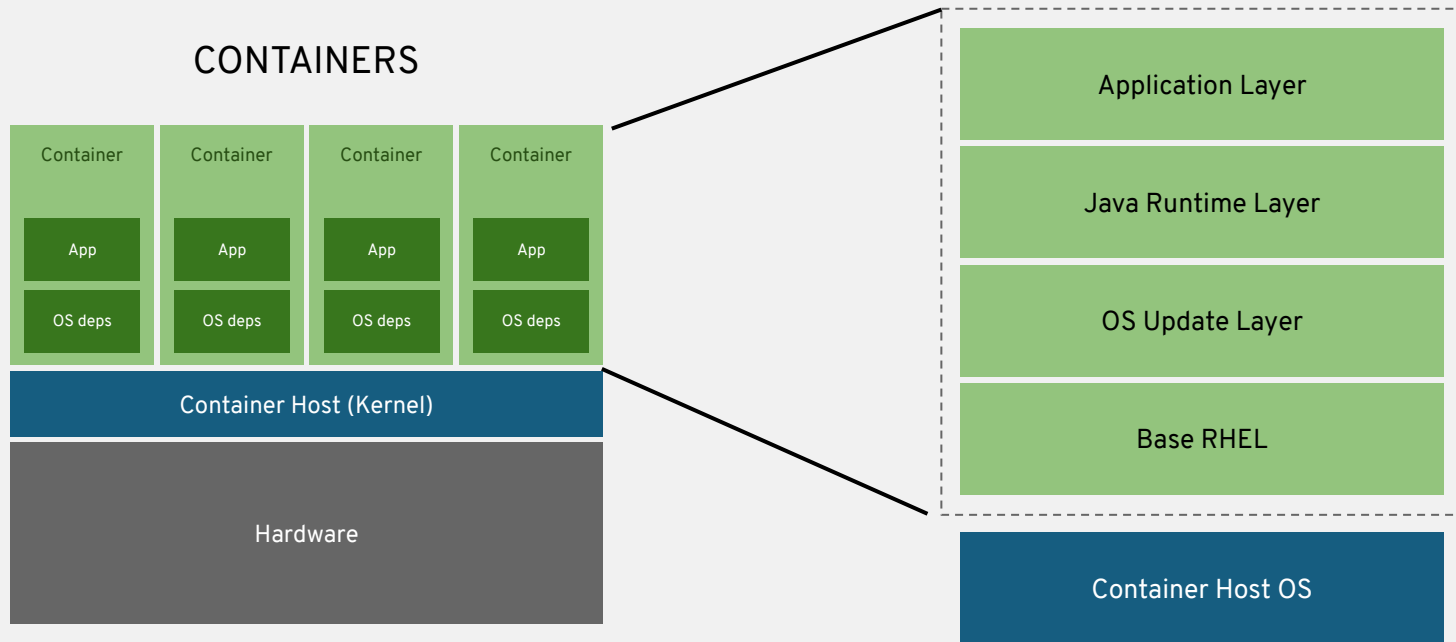 CONTAINERS
Container
App
OS deps
Container
App
OS deps
Container
App
OS deps
Container
App
OS deps
Container Host (Kernel)
Hardware
Application Layer
Java Runtime Layer
OS Update Layer
Base RHEL
Container Host OS